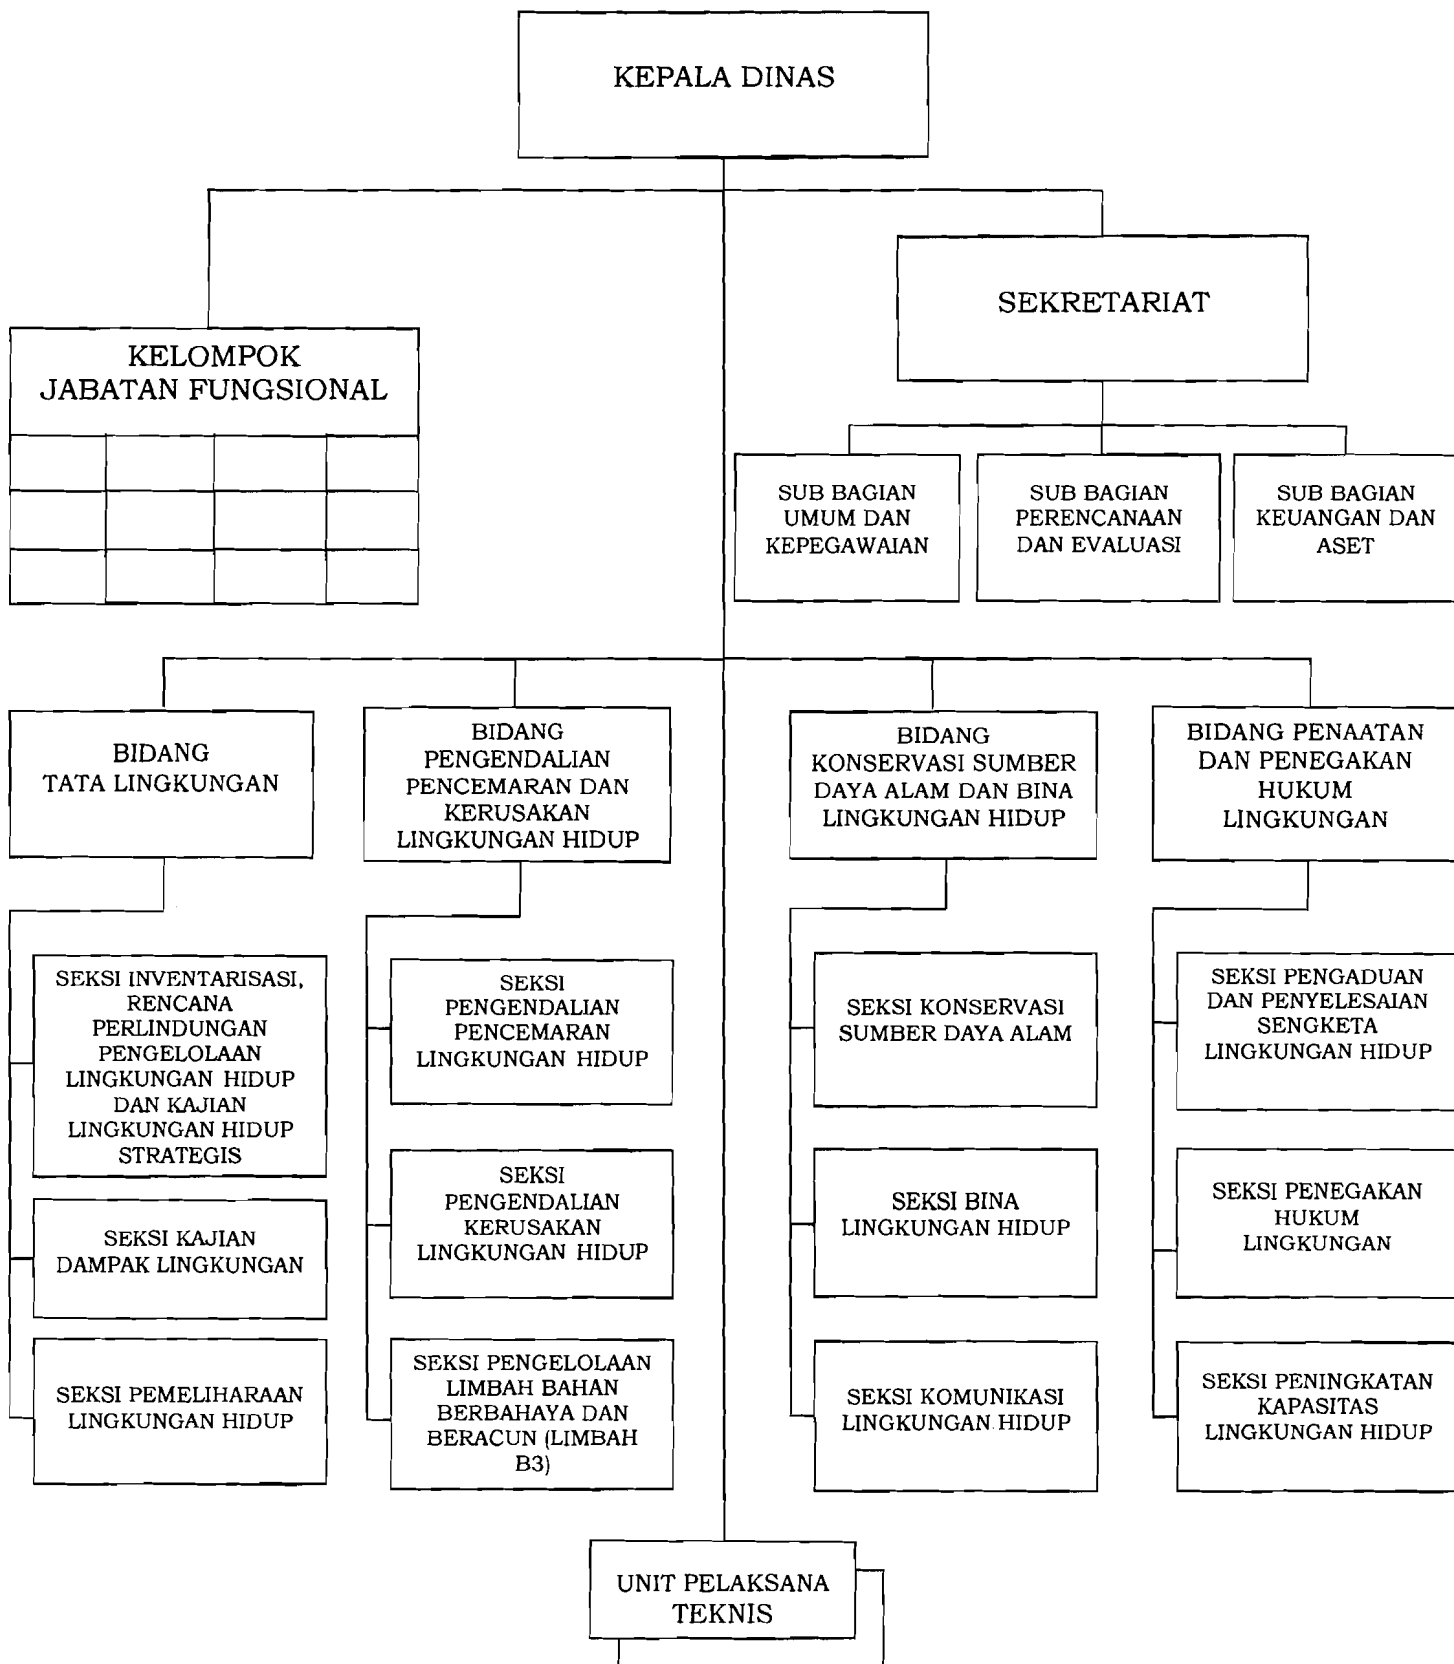 KEPALA DINAS
SEKRETARIAT
KELOMPOK
JABATAN FUNGSIONAL
SUB BAGIAN
UMUM DAN
KEPEGAWAIAN
SUB BAGIAN
PERENCANAAN
DAN EVALUASI
SUB BAGIAN
KEUANGAN DAN
ASET
BIDANG
TATA LINGKUNGAN
BIDANG
PENGENDALIAN
PENCEMARAN DAN
KERUSAKAN
LINGKUNGAN HIDUP
BIDANG
KONSERVASI SUMBER
DAYA ALAM DAN BINA
LINGKUNGAN HIDUP
BIDANG PENAATAN
DAN PENEGAKAN
HUKUM
LINGKUNGAN
SEKSI INVENTARISASI,
RENCANA
PERLINDUNGAN
PENGELOLAAN
LINGKUNGAN HIDUP
DAN KAJIAN
LINGKUNGAN HIDUP
STRATEGIS
SEKSI
PENGENDALIAN
PENCEMARAN
LINGKUNGAN HIDUP
SEKSI KONSERVASI
SUMBER DAYA ALAM
SEKSI PENGADUAN
DAN PENYELESAIAN
SENGKETA
LINGKUNGAN HIDUP
SEKSI KAJIAN
DAMPAK LINGKUNGAN
SEKSI
PENGENDALIAN
KERUSAKAN
LINGKUNGAN HIDUP
SEKSI BINA
LINGKUNGAN HIDUP
SEKSI PENEGAKAN
HUKUM
LINGKUNGAN
SEKSI PEMELIHARAAN
LINGKUNGAN HIDUP
SEKSI PENGELOLAAN
LIMBAH BAHAN
BERBAHAYA DAN
BERACUN (LIMBAH
B3)
SEKSI KOMUNIKASI
LINGKUNGAN HIDUP
SEKSI PENINGKATAN
KAPASITAS
LINGKUNGAN HIDUP
UNIT PELAKSANA
TEKNIS